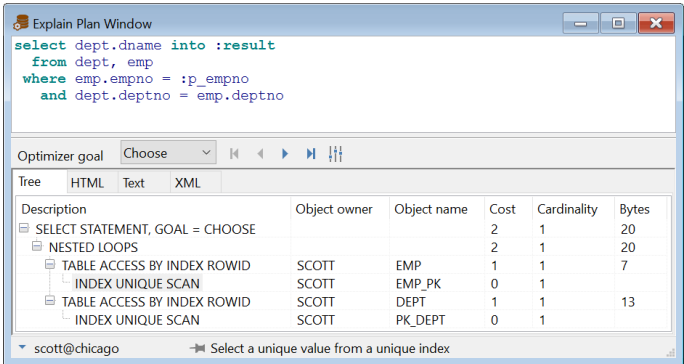 Explain Plan Window
select dept.dname into :result
from dept, emp
where emp.empno = :p_empno
and dept.deptno = emp.deptno
Optimizer goal Choose
Tree HTML Text XML
Description Object owner Object name Cost Cardinality Bytes
SELECT STATEMENT, GOAL = CHOOSE 2 1 20
NESTED LOOPS 2 1 20
TABLE ACCESS BY INDEX ROWID SCOTT EMP 1 1 7
INDEX UNIQUE SCAN SCOTT EMP_PK 0 1
TABLE ACCESS BY INDEX ROWID SCOTT DEPT 1 1 13
INDEX UNIQUE SCAN SCOTT PK_DEPT 0 1
scott@chicago Select a unique value from a unique index